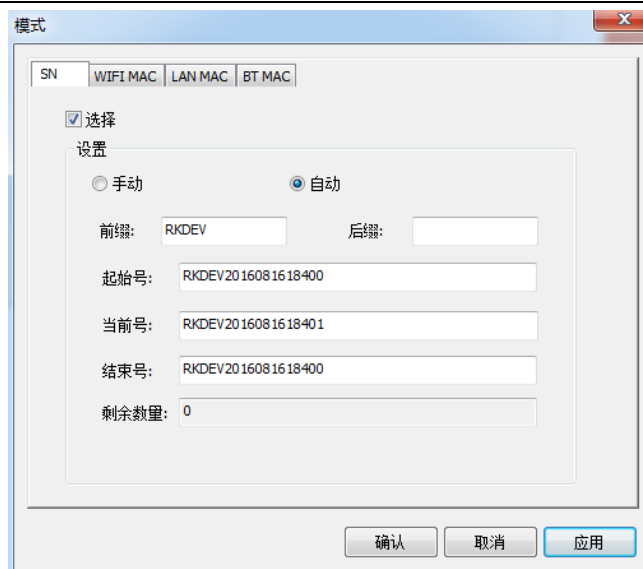 模式
SN WIFI MAC LAN MAC BT MAC
选择
设置
手动 自动
前缀: RKDEV 后缀:
起始号: RKDEV2016081618400
当前号: RKDEV2016081618401
结束号: RKDEV2016081618400
剩余数量: 0
确认 取消 应用